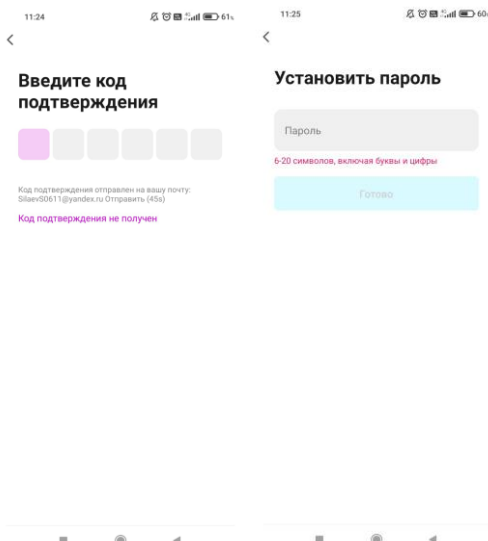 11:24
61%
Введите код
подтверждения
Код подтверждения отправлен на вашу почту:
SilaevS0611@yandex.ru Отправить (45s)
Код подтверждения не получен
11:25
60%
Установить пароль
Пароль
6-20 символов, включая буквы и цифры
Готово